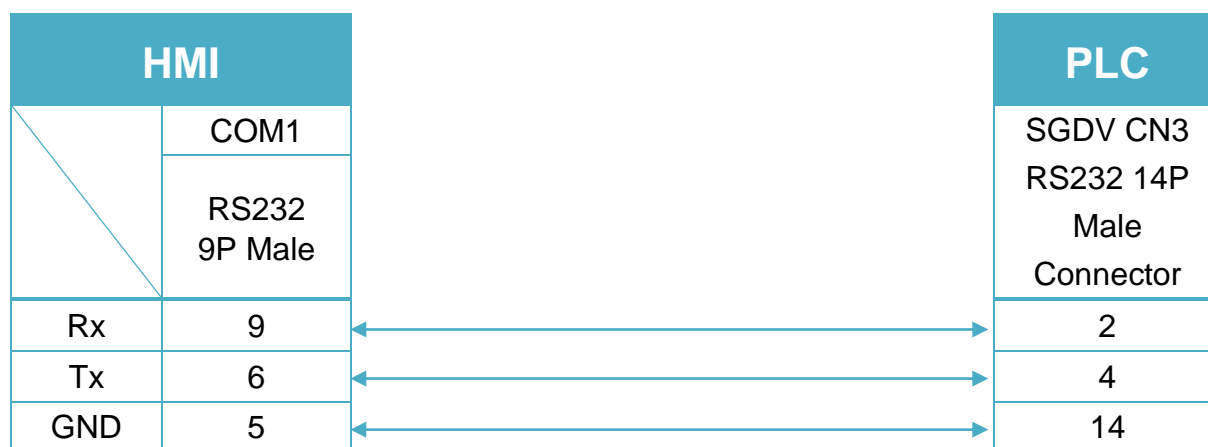 HMI
PLC
COM1
RS232
9P Male
SGDV CN3
RS232 14P
Male
Connector
Rx 9 2
Tx 6 4
GND 5 14